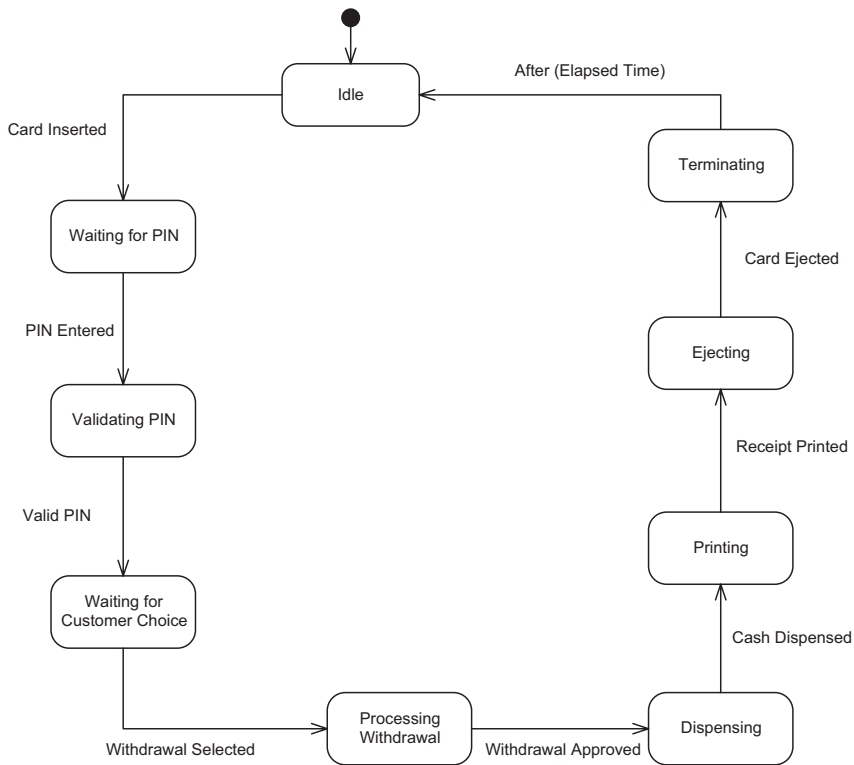 Idle
After (Elapsed Time)
Card Inserted
Terminating
Waiting for PIN
Card Ejected
PIN Entered
Ejecting
Validating PIN
Receipt Printed
Valid PIN
Printing
Waiting for
Customer Choice
Cash Dispensed
Processing
Withdrawal
Dispensing
Withdrawal Selected
Withdrawal Approved